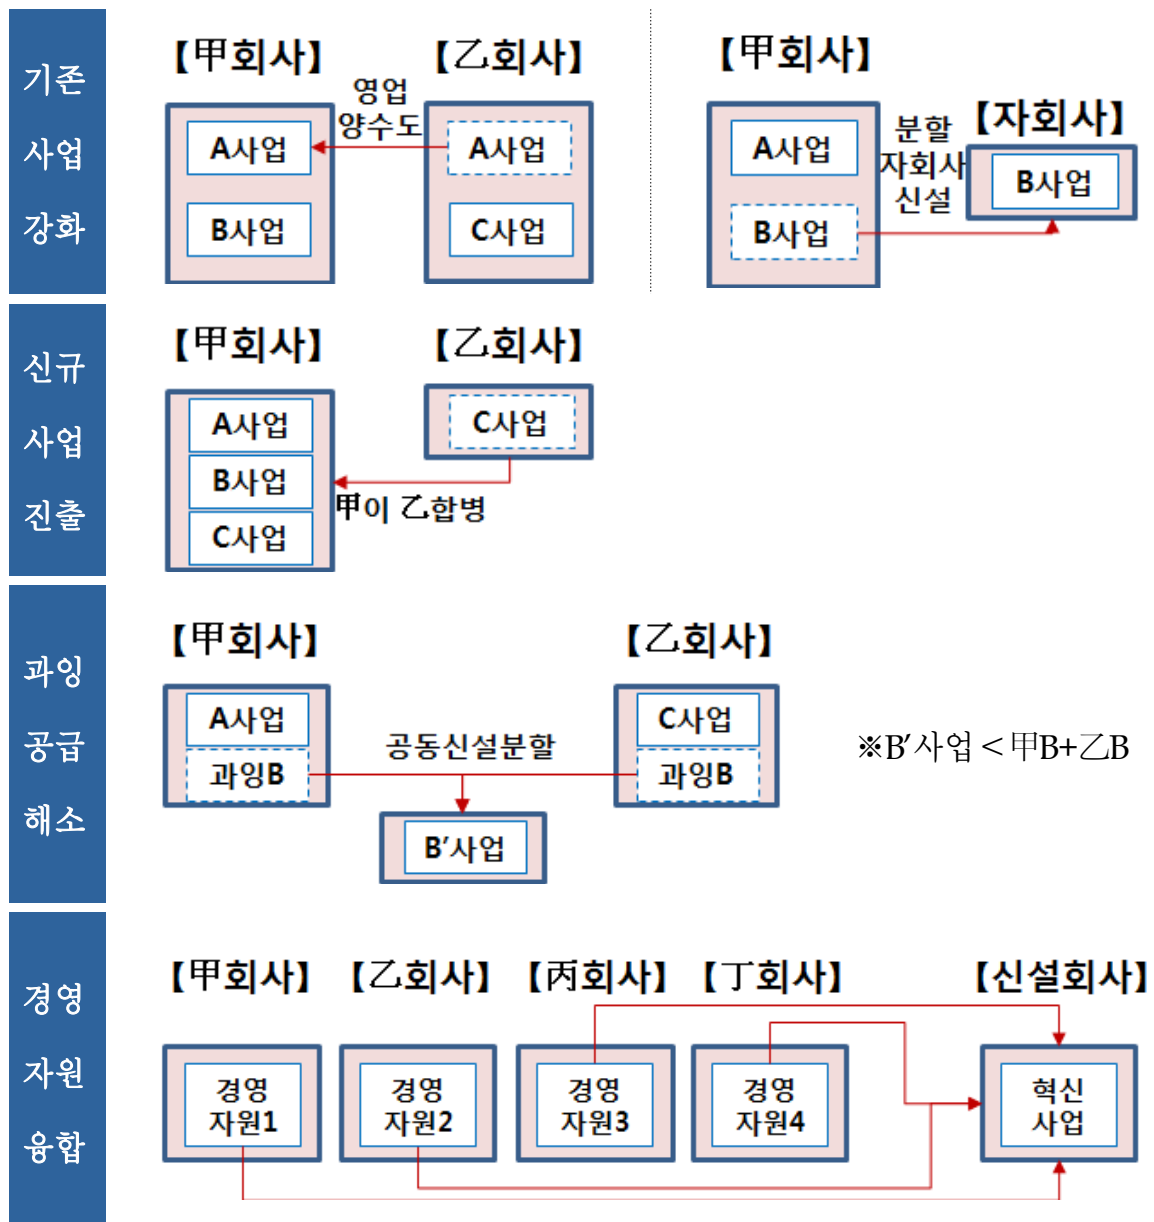 기존
사업
강화
【甲회사】
【乙회사】
영업
양수도
A사업
B사업
A사업
C사업
【甲회사】
A사업
B사업
분할
자회사
신설
【자회사】
B사업
신규
사업
진출
【甲회사】
【乙회사】
A사업
B사업
C사업
C사업
甲이 乙합병
과잉
공급
해소
【甲회사】
【乙회사】
A사업
과잉B
공동신설분할
C사업
과잉B
B′사업
※B′사업 < 甲B+乙B
경영
자원
융합
【甲회사】
【乙회사】
【丙회사】
【丁회사】
【신설회사】
경영
자원1
경영
자원2
경영
자원3
경영
자원4
혁신
사업